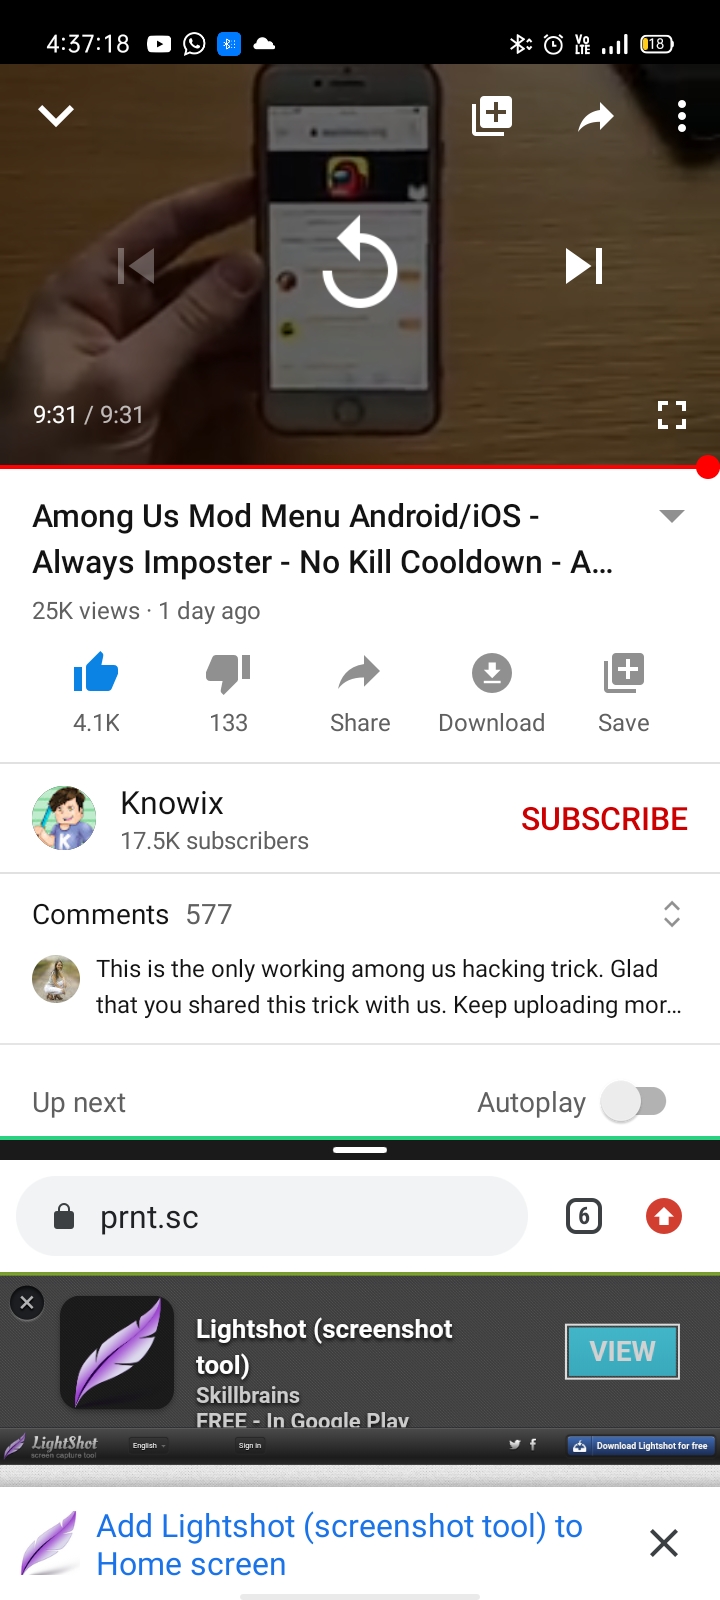 4:37:18
VO LTE
18
9:31 / 9:31
Among Us Mod Menu Android/iOS -
Always Imposter - No Kill Cooldown - A...
25K views · 1 day ago
4.1K
133
Share
Download
Save
K
Knowix
17.5K subscribers
SUBSCRIBE
Comments 577
This is the only working among us hacking trick. Glad
that you shared this trick with us. Keep uploading mor...
Up next
Autoplay
prnt.sc
6
Lightshot (screenshot
tool)
Skillbrains
FREE - In Google Play
VIEW
LightShot
screen capture tool
English
Sign in
Download Lightshot for free
Add Lightshot (screenshot tool) to
Home screen